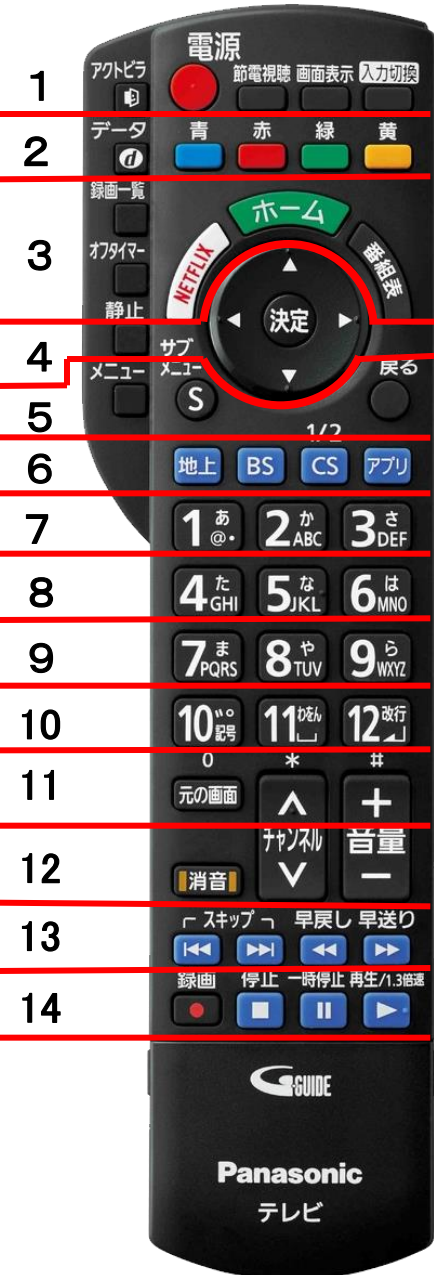 電源
アクトビラ 節電視聴 画面表示 入力切換
1
データ 青 赤 緑 黄
2 d
録画一覧
ホーム
3 オフタイマー NETFLIX 番組表
静止 決定
4 サブメニュー 戻る
メニュー S
5 1/2
6 地上 BS CS アプリ
7 1 あ @. 2 か ABC 3 さ DEF
8 4 た GHI 5 な JKL 6 は MNO
9 7 ま PQRS 8 や TUV 9 ら WXYZ
10 10 ゛゜ 記号 11 わをん 12 改行
0 * #
11 元の画面 +
チャンネル 音量
12 消音 -
スキップ 早戻し 早送り
13
録画 停止 一時停止 再生/1.3倍速
14
G-GUIDE
Panasonic
テレビ